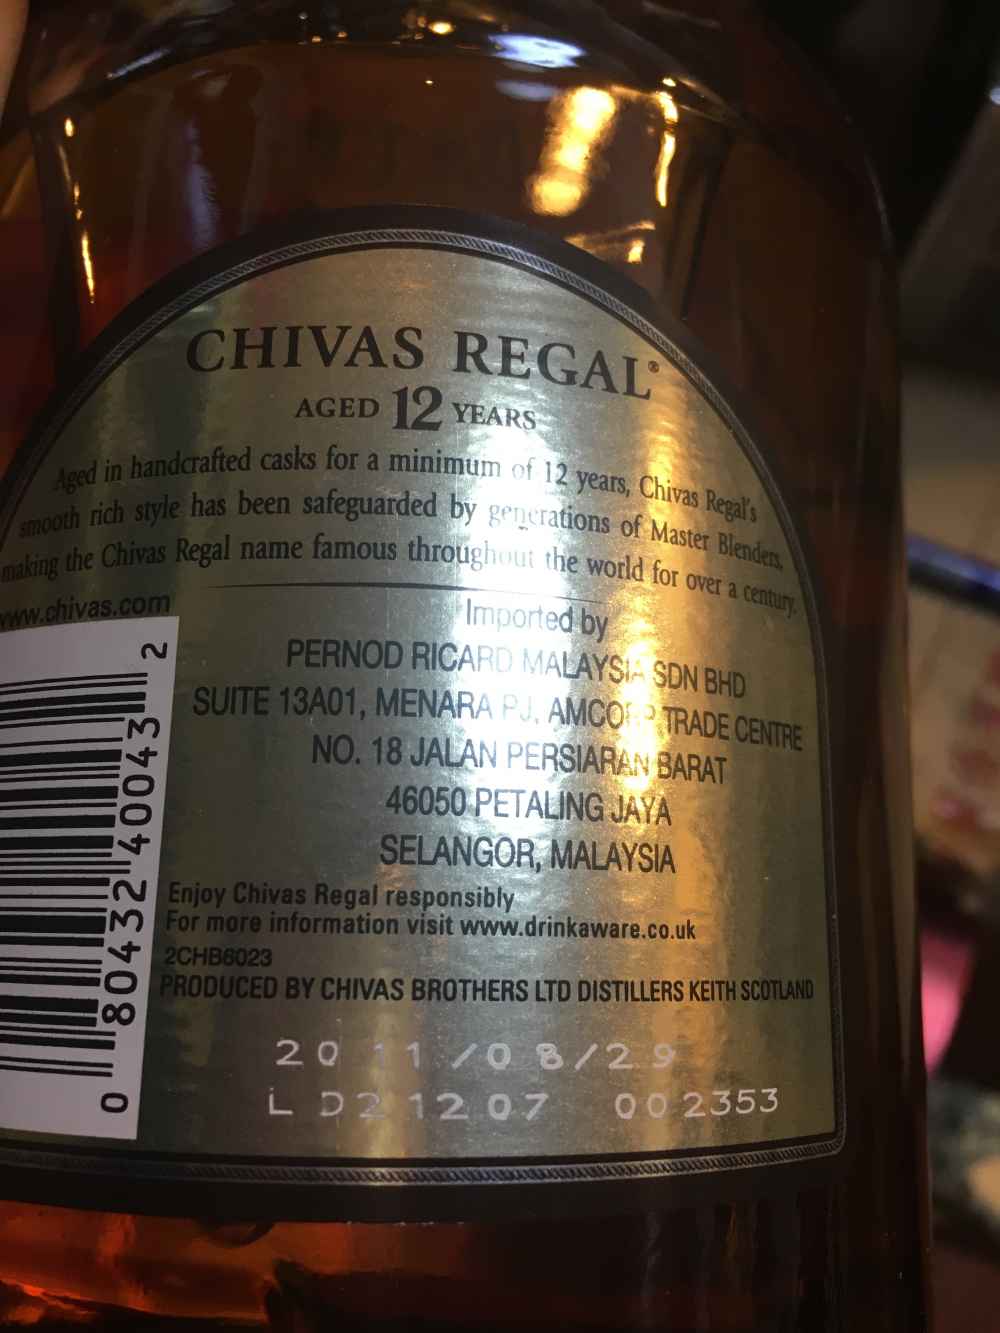 CHIVAS REGAL®
AGED 12 YEARS
Aged in handcrafted casks for a minimum of 12 years, Chivas Regal's
smooth rich style has been safeguarded by generations of Master Blenders,
making the Chivas Regal name famous throughout the world for over a century.
www.chivas.com
Imported by
PERNOD RICARD MALAYSIA SDN BHD
SUITE 13A01, MENARA PJ, AMCORP TRADE CENTRE
NO. 18 JALAN PERSIARAN BARAT
46050 PETALING JAYA
SELANGOR, MALAYSIA
Enjoy Chivas Regal responsibly
For more information visit www.drinkaware.co.uk
2CHB6023
PRODUCED BY CHIVAS BROTHERS LTD DISTILLERS KEITH SCOTLAND
2011/08/29
LD21207 002353
0 80432 40043 2